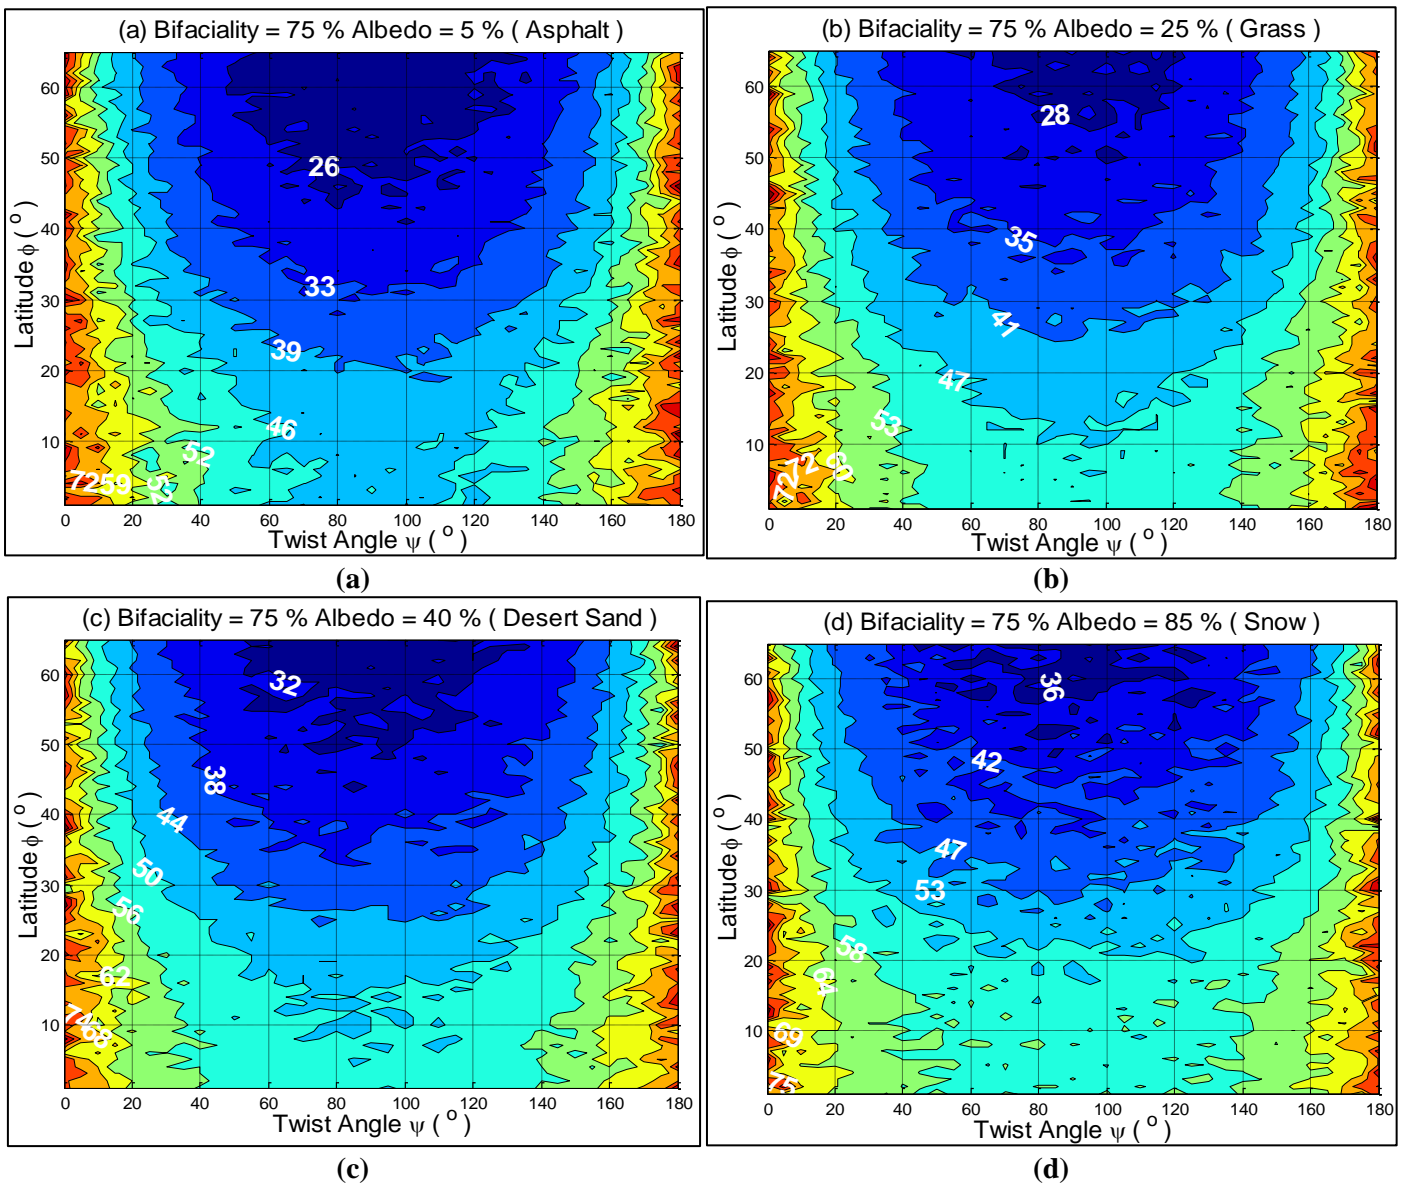 (a) Bifaciality = 75 % Albedo = 5 % ( Asphalt )
60
50
40
30
20
10
Latitude ϕ ( ° )
26
33
39
46
52
72 59 52
0 20 40 60 80 100 120 140 160 180
Twist Angle ψ ( ° )
(a)
(b) Bifaciality = 75 % Albedo = 25 % ( Grass )
60
50
40
30
20
10
0
Latitude ϕ ( ° )
28
35
41
47
53
72
72
0 20 40 60 80 100 120 140 160 180
Twist Angle ψ ( ° )
(b)
(c) Bifaciality = 75 % Albedo = 40 % ( Desert Sand )
60
50
40
30
20
10
Latitude ϕ ( ° )
32
38
44
50
56
62
74 68
0 20 40 60 80 100 120 140 160 180
Twist Angle ψ ( ° )
(c)
(d) Bifaciality = 75 % Albedo = 85 % ( Snow )
60
50
40
30
20
10
Latitude ϕ ( ° )
36
42
47
53
58
64
69
75
0 20 40 60 80 100 120 140 160 180
Twist Angle ψ ( ° )
(d)